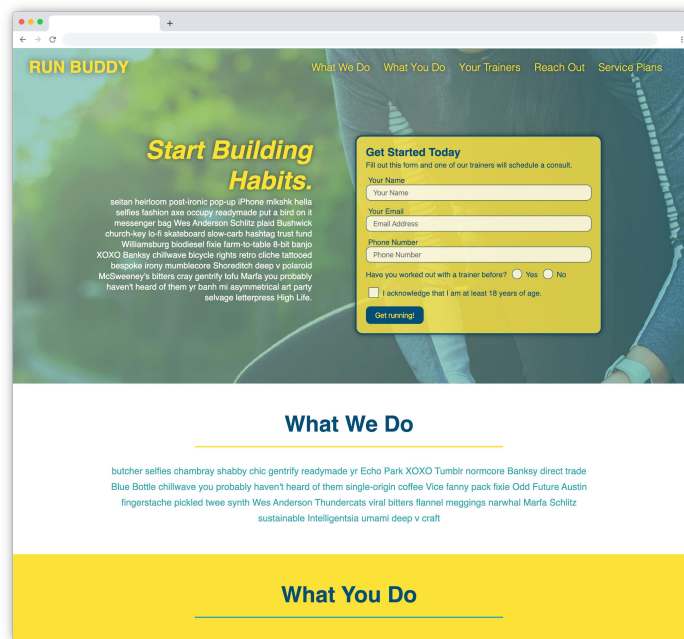 RUN BUDDY
What We Do What You Do Your Trainers Reach Out Service Plans
Start Building
Habits.
seitan heirloom post-ironic pop-up iPhone mlkshk hella
selfies fashion axe occupy readymade put a bird on it
messenger bag Wes Anderson Schlitz plaid Bushwick
church-key lo-fi skateboard slow-carb hashtag trust fund
Williamsburg biodiesel fixie farm-to-table 8-bit banjo
XOXO Banksy chillwave bicycle rights retro cliche tattooed
bespoke irony mumblecore Shoreditch deep v polaroid
McSweeney's bitters cray gentrify tofu Marfa you probably
haven't heard of them yr banh mi asymmetrical art party
selvage letterpress High Life.
Get Started Today
Fill out this form and one of our trainers will schedule a consult.
Your Name
Your Name
Your Email
Email Address
Phone Number
Phone Number
Have you worked out with a trainer before? Yes No
I acknowledge that I am at least 18 years of age.
Get running!
What We Do
butcher selfies chambray shabby chic gentrify readymade yr Echo Park XOXO Tumblr normcore Banksy direct trade
Blue Bottle chillwave you probably haven't heard of them single-origin coffee Vice fanny pack fixie Odd Future Austin
fingerstache pickled twee synth Wes Anderson Thundercats viral bitters flannel meggings narwhal Marfa Schlitz
sustainable Intelligentsia umami deep v craft
What You Do